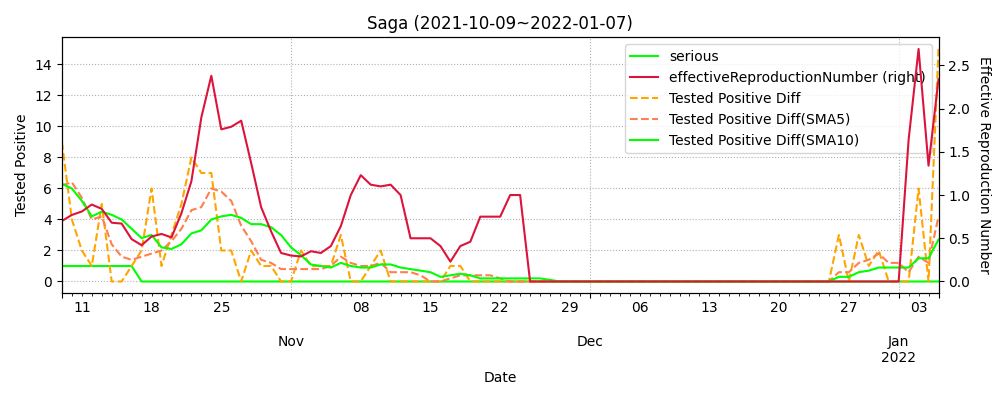 Saga (2021-10-09~2022-01-07)
serious
effectiveReproductionNumber (right)
Tested Positive Diff
Tested Positive Diff(SMA5)
Tested Positive Diff(SMA10)
Tested Positive
14
12
10
8
6
4
2
0
2.5
2.0
1.5
1.0
0.5
0.0
Effective Reproduction Number
11 18 25 08 15 22 29 06 13 20 27 03
Nov Dec Jan
2022
Date